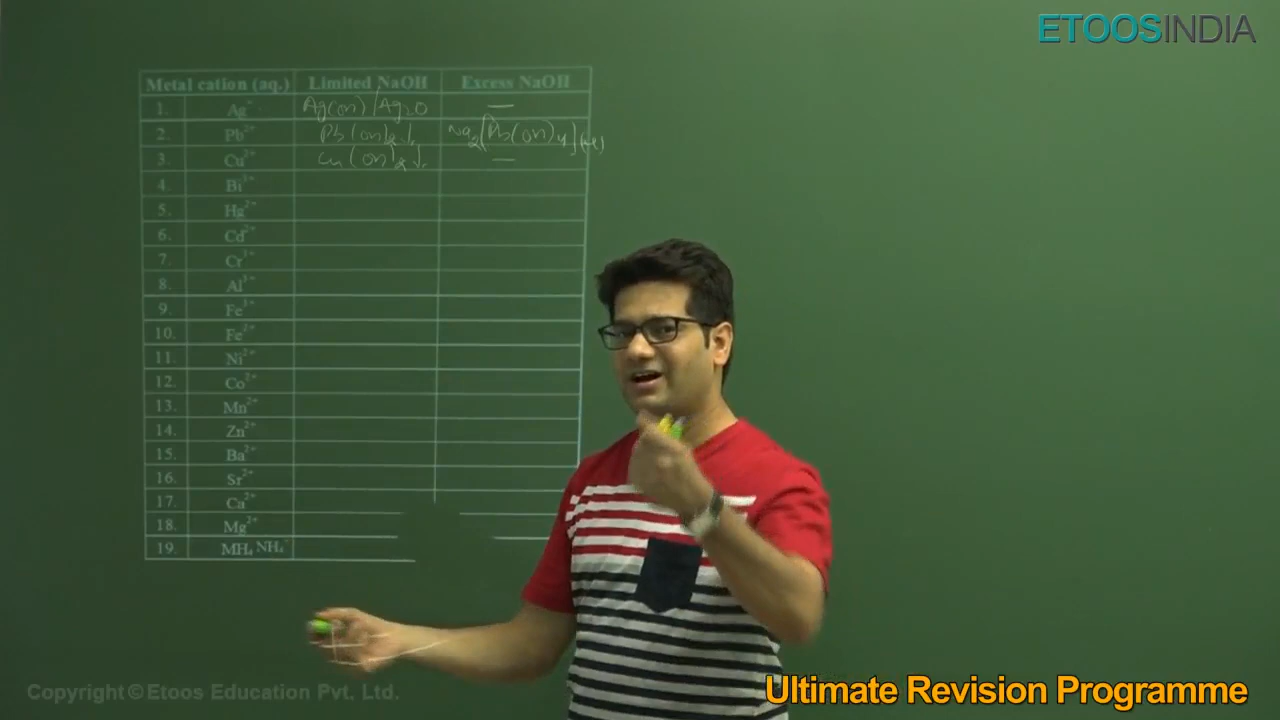 ETOOSINDIA
Metal cation (aq.) Limited NaOH Excess NaOH
1. Ag⁺ Ag(OH) / Ag2O —
2. Pb²⁺ Pb(OH)2↓ Na2[Pb(OH)4]
3. Cu²⁺ Cu(OH)2↓ —
4. Bi³⁺
5. Hg²⁺
6. Cd²⁺
7. Cr³⁺
8. Al³⁺
9. Fe³⁺
10. Fe²⁺
11. Ni²⁺
12. Co²⁺
13. Mn²⁺
14. Zn²⁺
15. Ba²⁺
16. Sr²⁺
17. Ca²⁺
18. Mg²⁺
19. MH₄ NH₄⁺
Copyright © Etoos Education Pvt. Ltd.
Ultimate Revision Programme